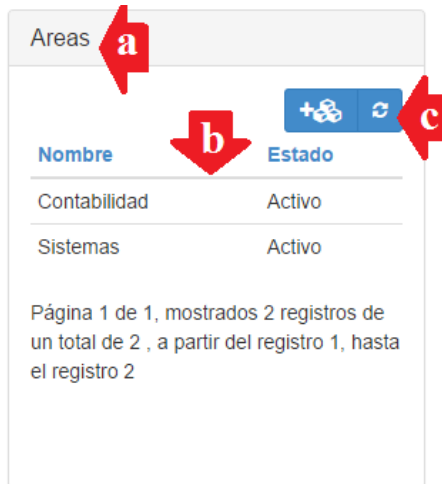 Areas a
+ c
b
Nombre Estado
Contabilidad Activo
Sistemas Activo
Página 1 de 1, mostrados 2 registros de
un total de 2 , a partir del registro 1, hasta
el registro 2